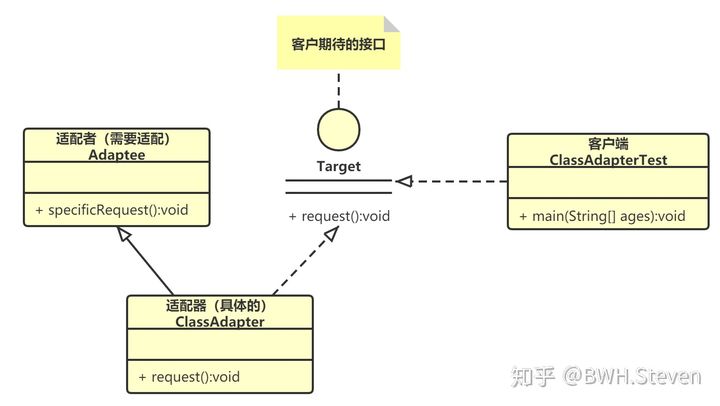 客户期待的接口
适配者（需要适配）
Adaptee
+ specificRequest():void
Target
+ request():void
客户端
ClassAdapterTest
+ main(String[] ages):void
适配器（具体的）
ClassAdapter
+ request():void
知乎 @BWH.Steven